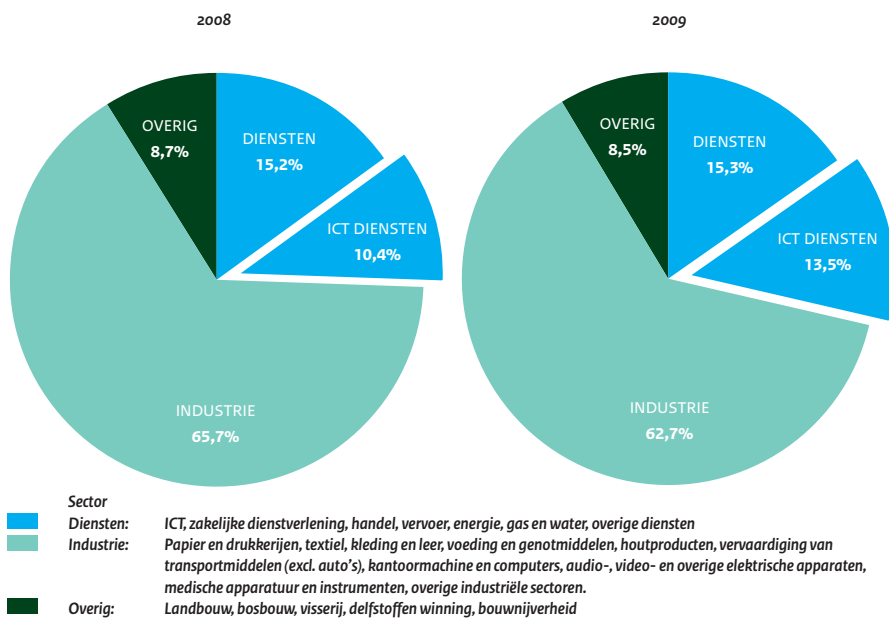 2008
OVERIG
8,7%
DIENSTEN
15,2%
ICT DIENSTEN
10,4%
INDUSTRIE
65,7%
2009
OVERIG
8,5%
DIENSTEN
15,3%
ICT DIENSTEN
13,5%
INDUSTRIE
62,7%
Sector
Diensten: ICT, zakelijke dienstverlening, handel, vervoer, energie, gas en water, overige diensten
Industrie: Papier en drukkerijen, textiel, kleding en leer, voeding en genotmiddelen, houtproducten, vervaardiging van
transportmiddelen (excl. auto's), kantoormachine en computers, audio-, video- en overige elektrische apparaten,
medische apparatuur en instrumenten, overige industriële sectoren.
Overig: Landbouw, bosbouw, visserij, delfstoffen winning, bouwnijverheid